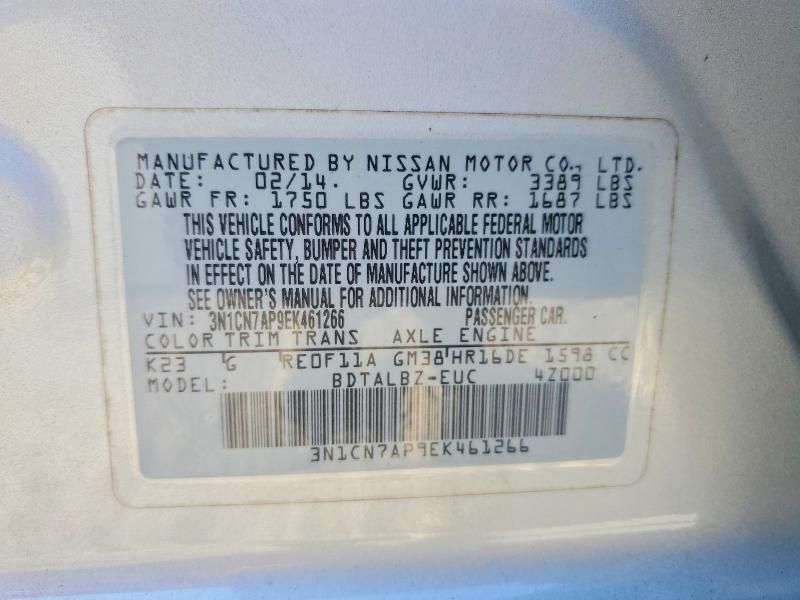 MANUFACTURED BY NISSAN MOTOR CO., LTD.
DATE: 02/14. GVWR: 3389 LBS
GAWR FR: 1750 LBS GAWR RR: 1687 LBS
THIS VEHICLE CONFORMS TO ALL APPLICABLE FEDERAL MOTOR
VEHICLE SAFETY, BUMPER AND THEFT PREVENTION STANDARDS
IN EFFECT ON THE DATE OF MANUFACTURE SHOWN ABOVE.
SEE OWNER'S MANUAL FOR ADDITIONAL INFORMATION.
VIN: 3N1CN7AP9EK461266 PASSENGER CAR.
COLOR TRIM TRANS AXLE ENGINE
K23 G RE0F11A GM38 HR16DE 1598 CC
MODEL: BDTALBZ-EUC 4Z000
3N1CN7AP9EK461266